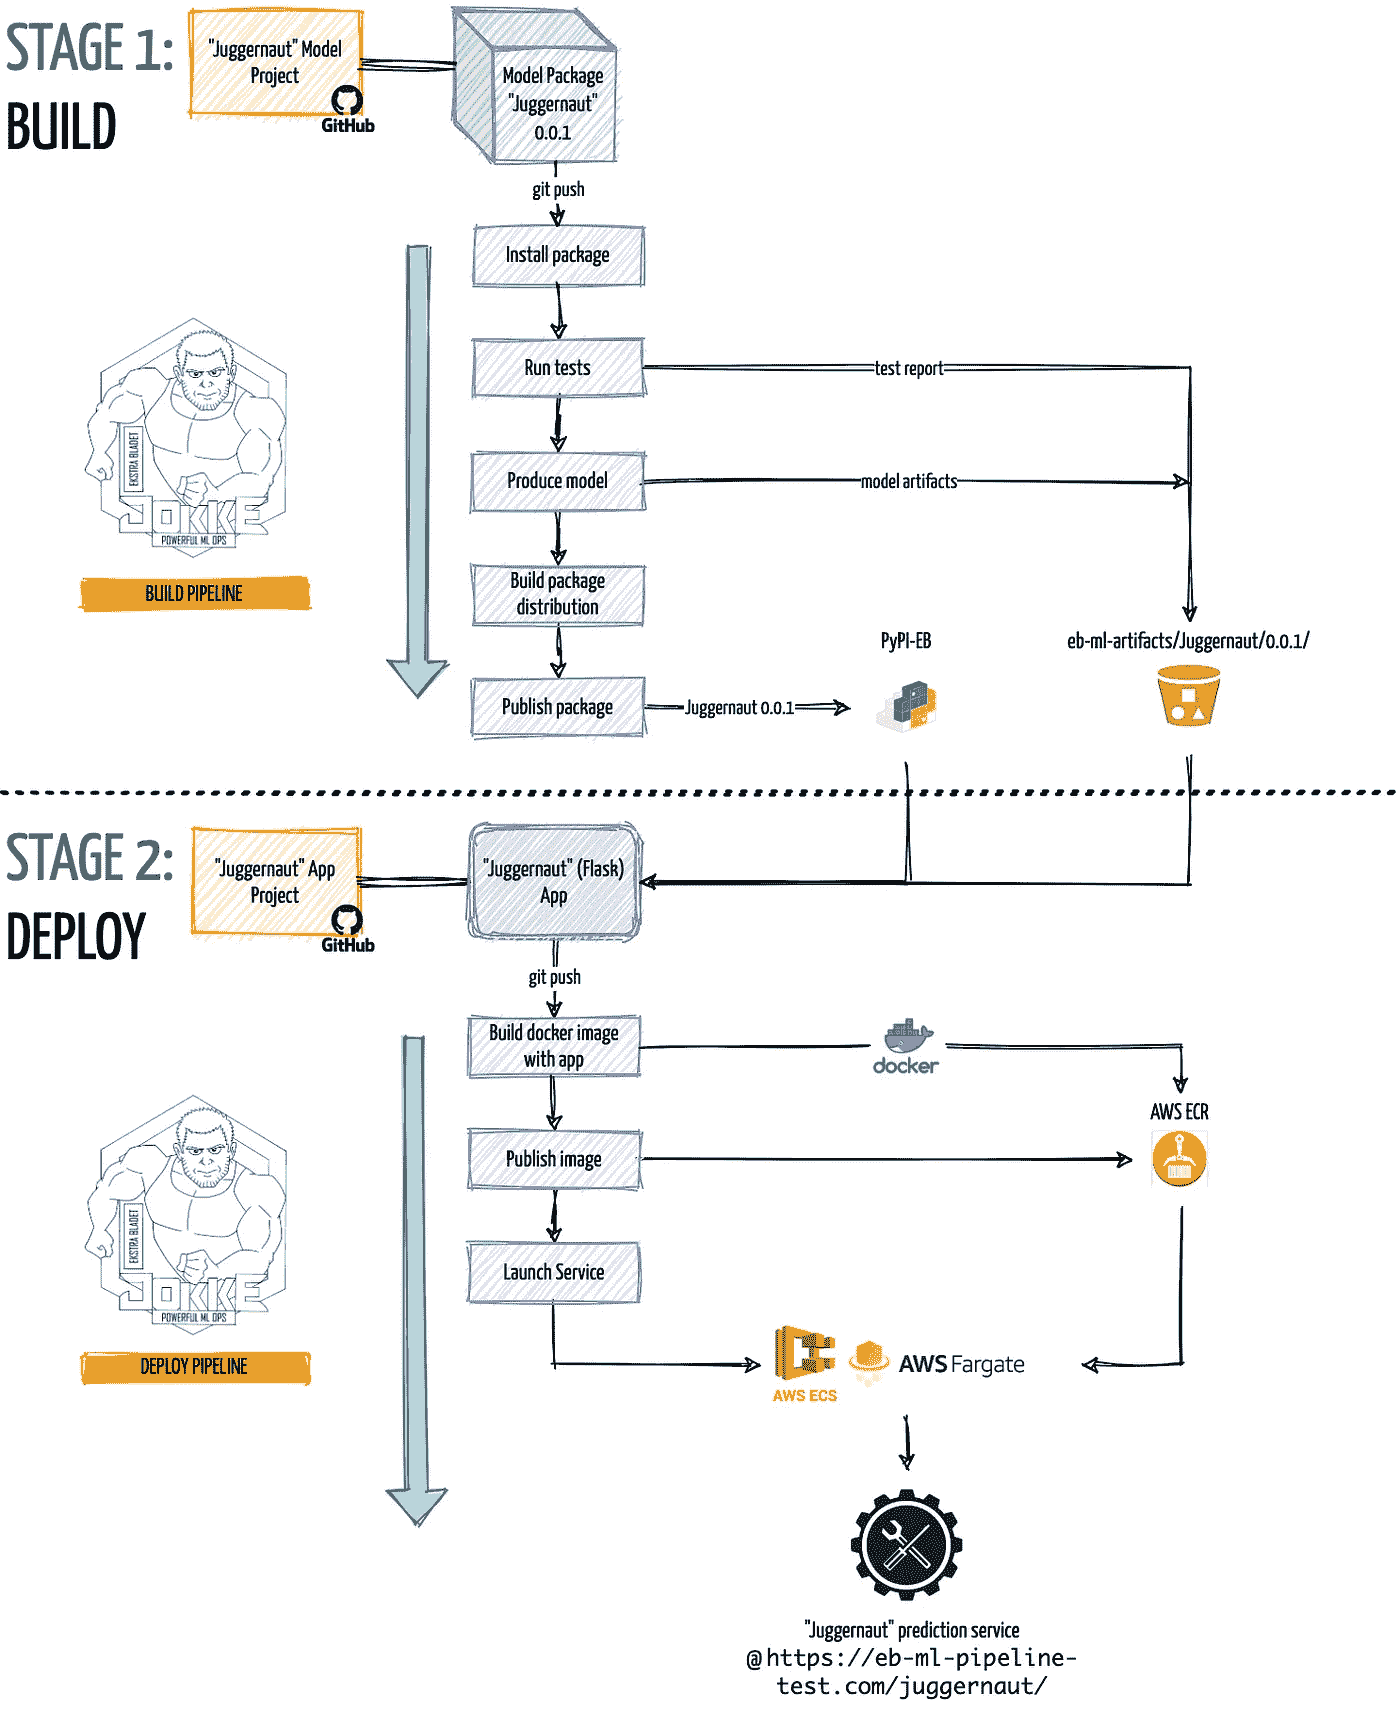 STAGE 1:
BUILD
"Juggernaut" Model
Project
GitHub
Model Package
"Juggernaut"
0.0.1
git push
Install package
Run tests
test report
Produce model
model artifacts
EKSTRA BLADET
JOKKE
POWERFUL ML OPS
BUILD PIPELINE
Build package
distribution
PyPI-EB
eb-ml-artifacts/Juggernaut/0.0.1/
Publish package
Juggernaut 0.0.1
STAGE 2:
DEPLOY
"Juggernaut" App
Project
GitHub
"Juggernaut" (Flask)
App
git push
Build docker image
with app
docker
AWS ECR
Publish image
EKSTRA BLADET
JOKKE
POWERFUL ML OPS
DEPLOY PIPELINE
Launch Service
AWS ECS
AWS Fargate
"Juggernaut" prediction service
@https://eb-ml-pipeline-
test.com/juggernaut/